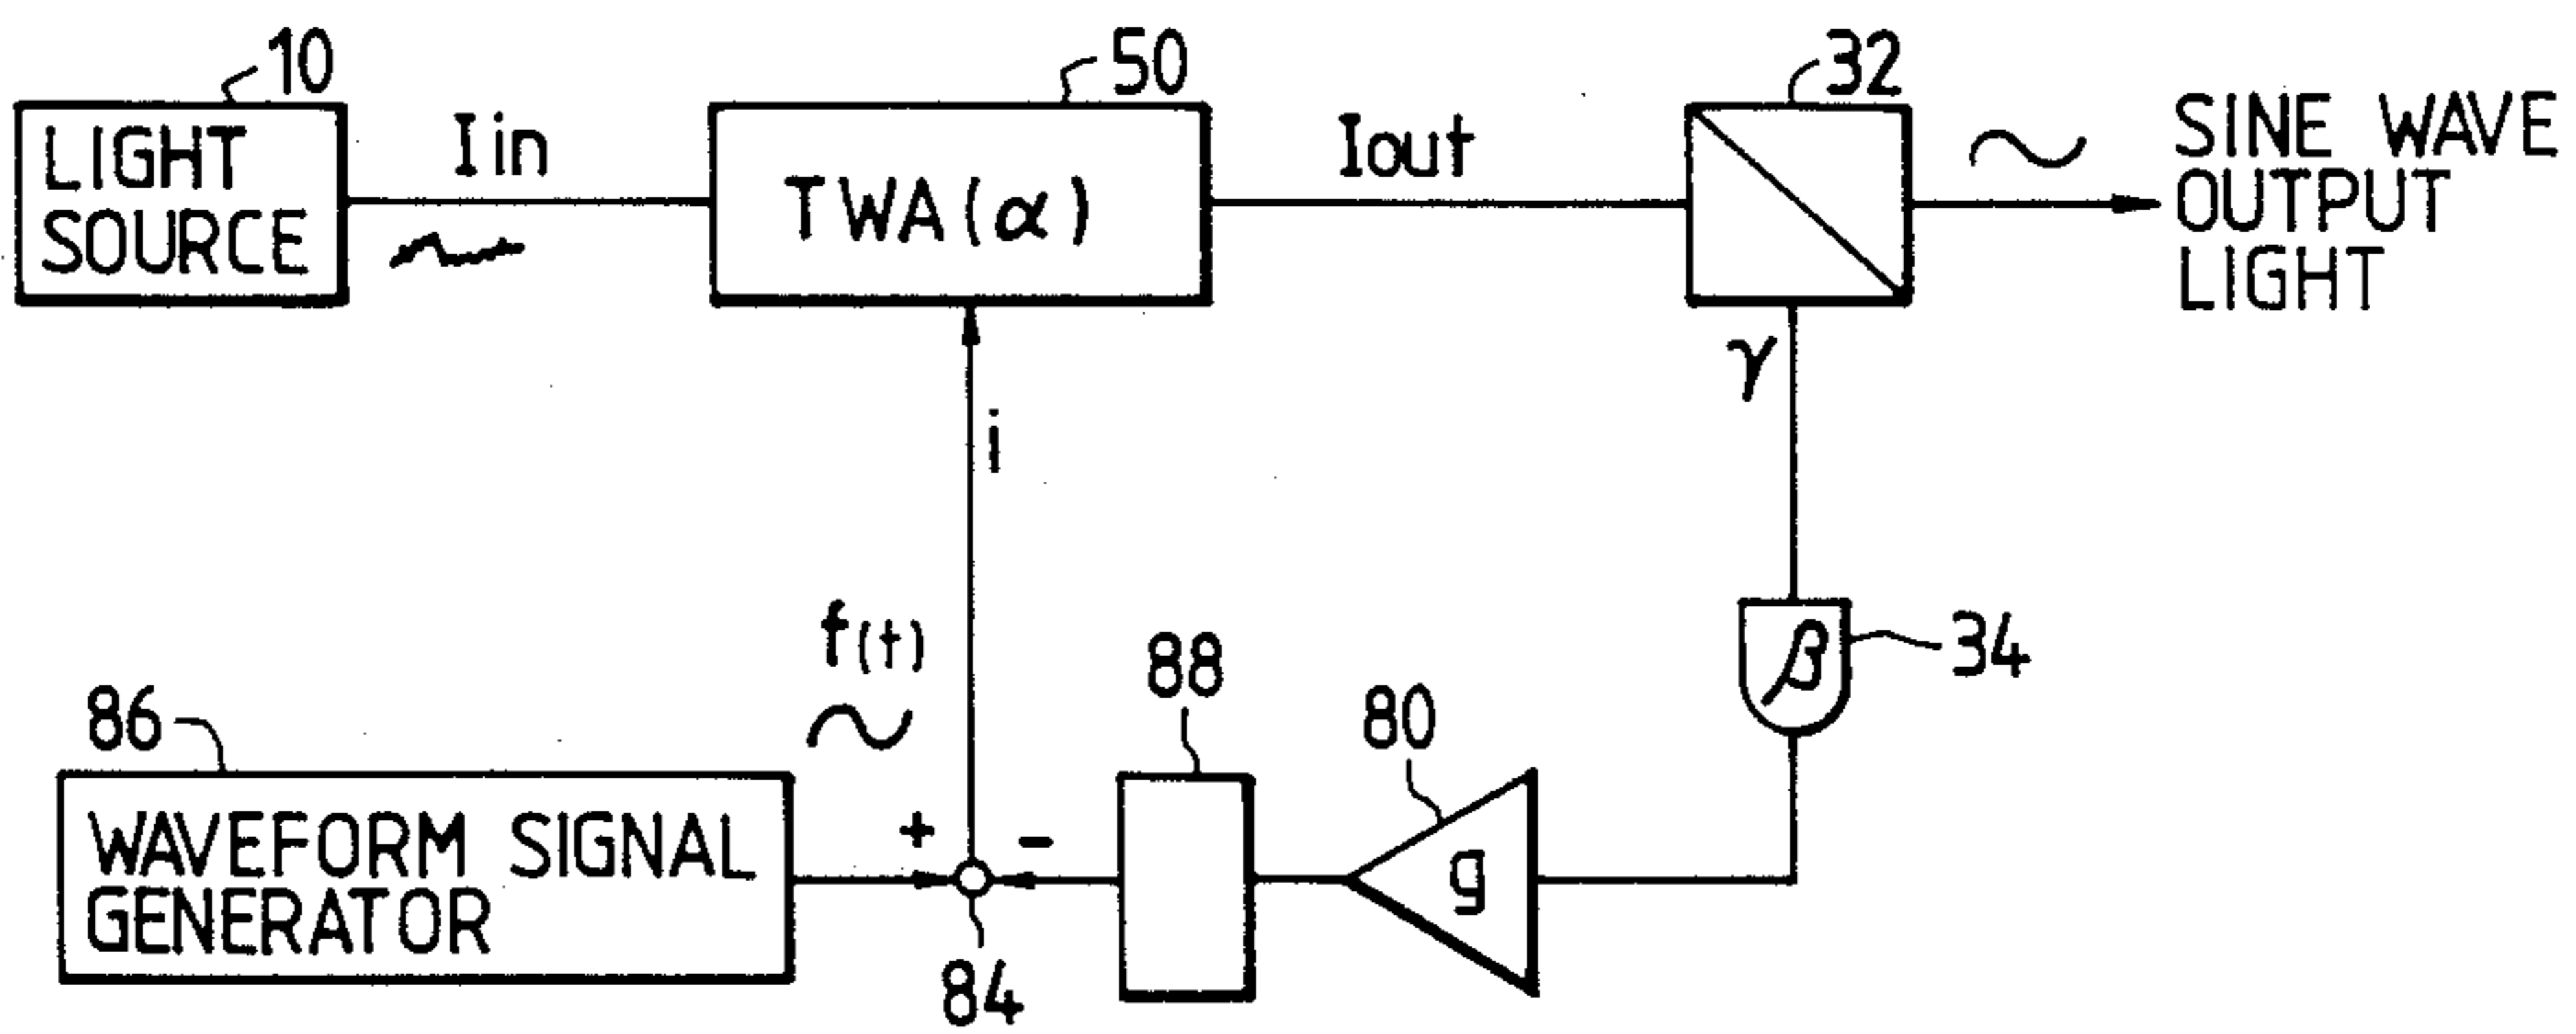 10
50
32
LIGHT
SOURCE
Iin
TWA(α)
Iout
SINE WAVE
OUTPUT
LIGHT
γ
i
β
34
f(t)
88
80
86
+
-
WAVEFORM SIGNAL
GENERATOR
g
84